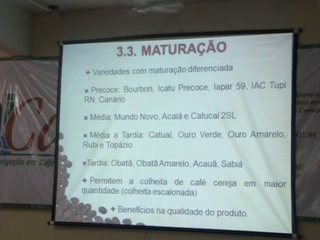 3.3. MATURAÇÃO
Variedades com maturação diferenciada
Precoce: Bourbon, Icatu Precoce, Iapar 59, IAC Tupi
RN, Canário
Média: Mundo Novo, Acaiá e Catucaí 2SL
Média a Tardia: Catuaí, Ouro Verde, Ouro Amarelo,
Rubi e Topázio
Tardia: Obatã, Obatã Amarelo, Acauã, Sabiá
Permitem a colheita de café cereja em maior
quantidade (colheita escalonada)
Benefícios na qualidade do produto.